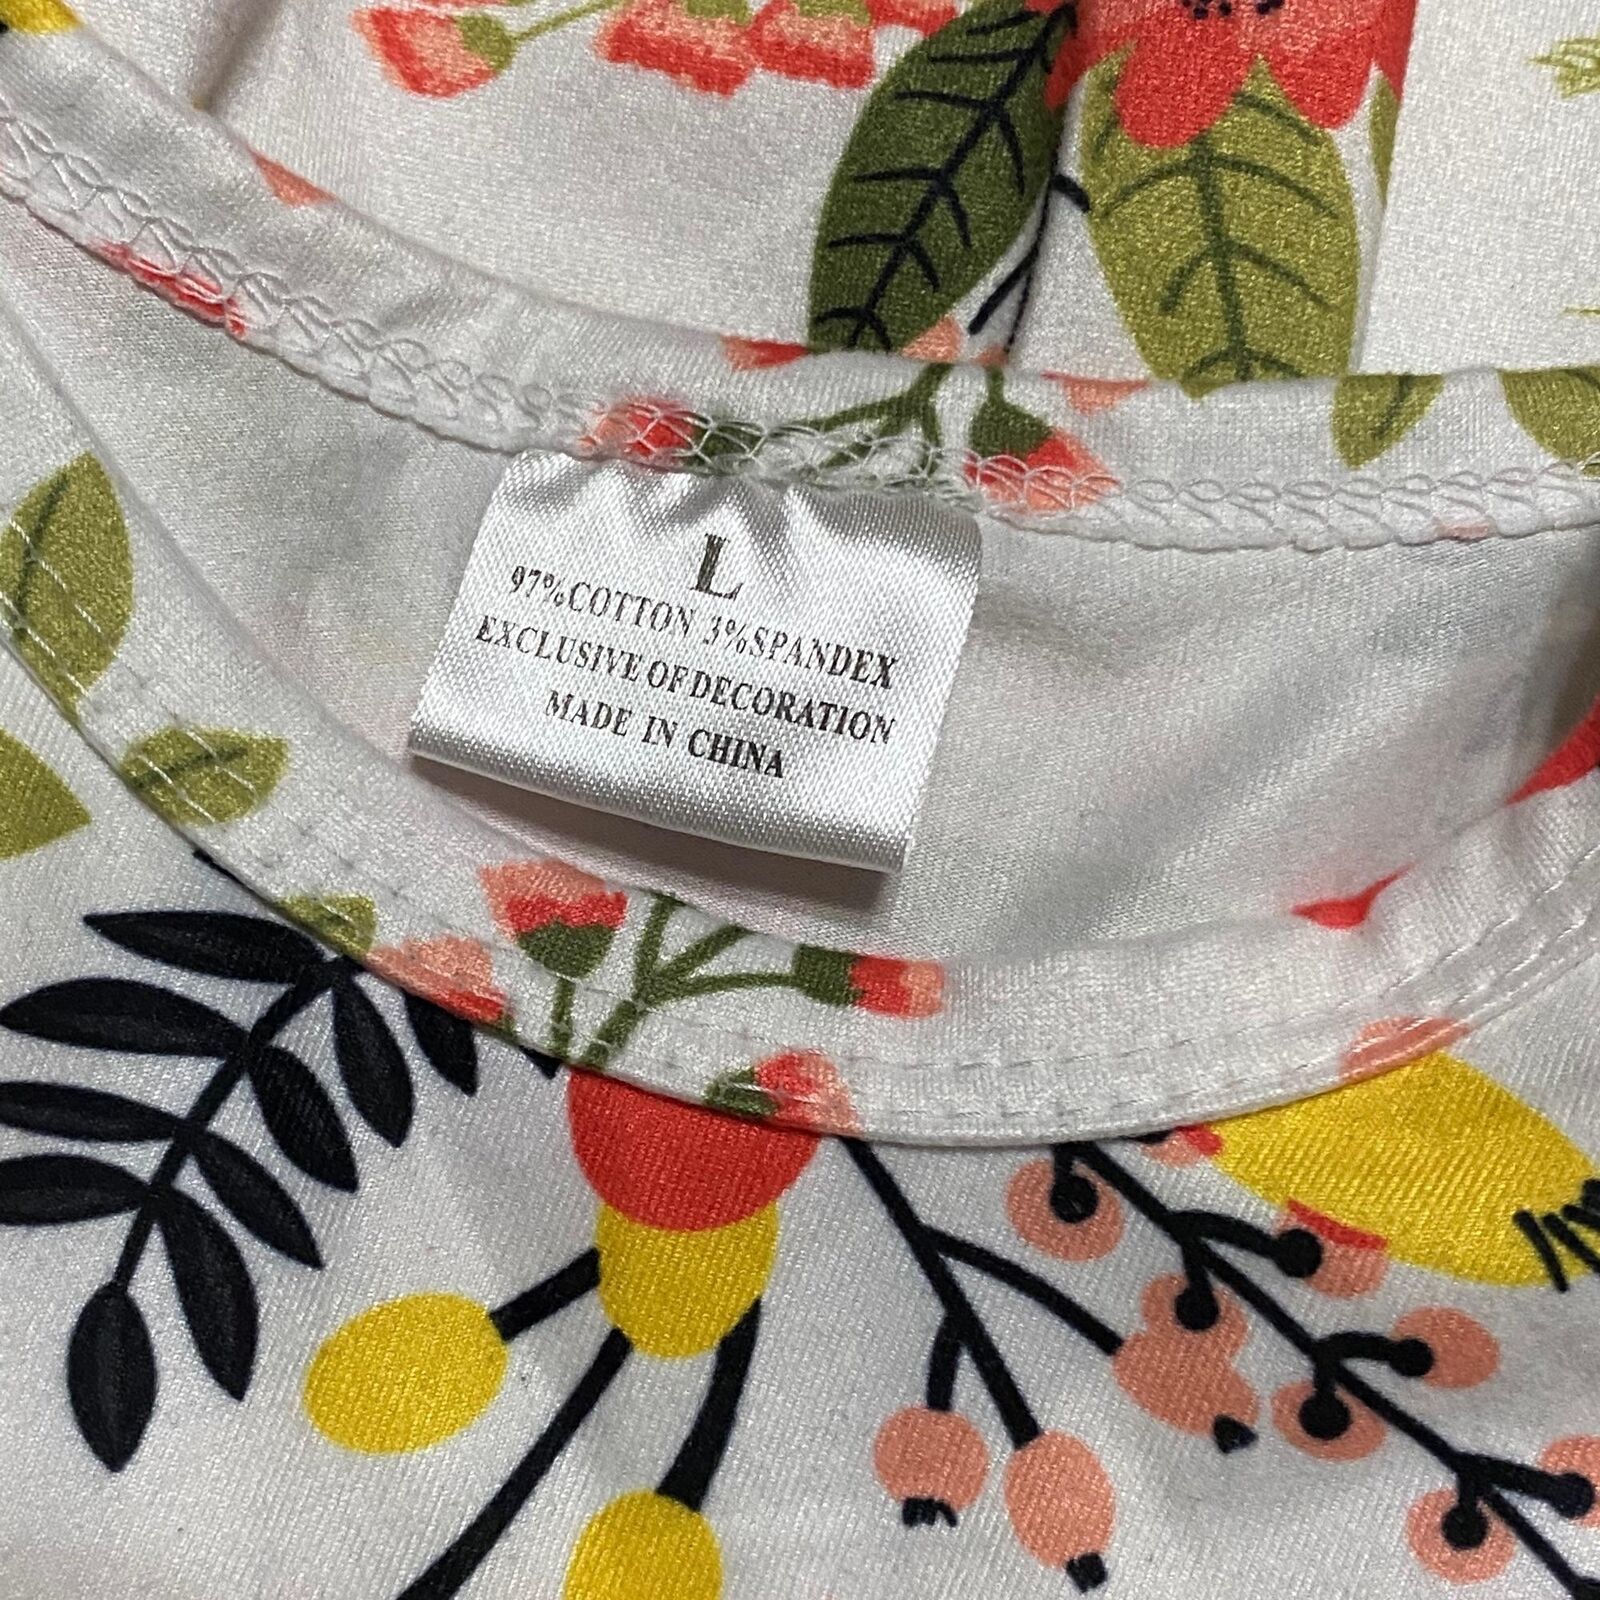 L
97%COTTON 3%SPANDEX
EXCLUSIVE OF DECORATION
MADE IN CHINA